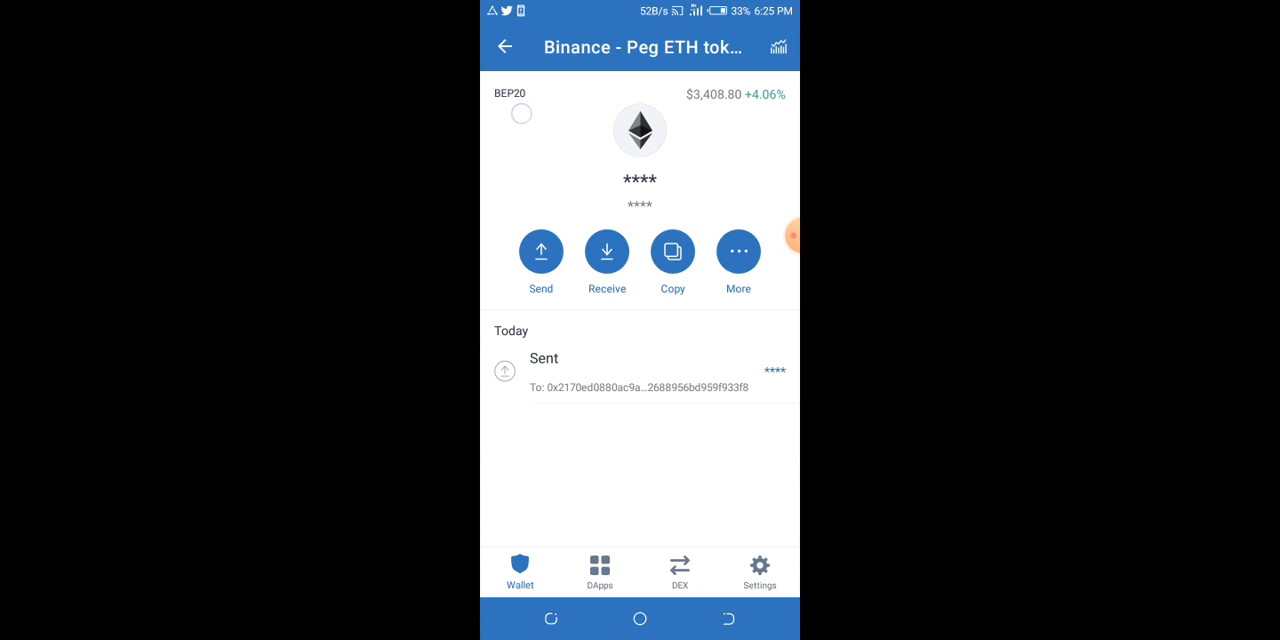 52B/s 33% 6:25 PM
Binance - Peg ETH tok...
BEP20
$3,408.80 +4.06%
****
****
Send Receive Copy More
Today
Sent
****
To: 0x2170ed0880ac9a...2688956bd959f933f8
Wallet DApps DEX Settings